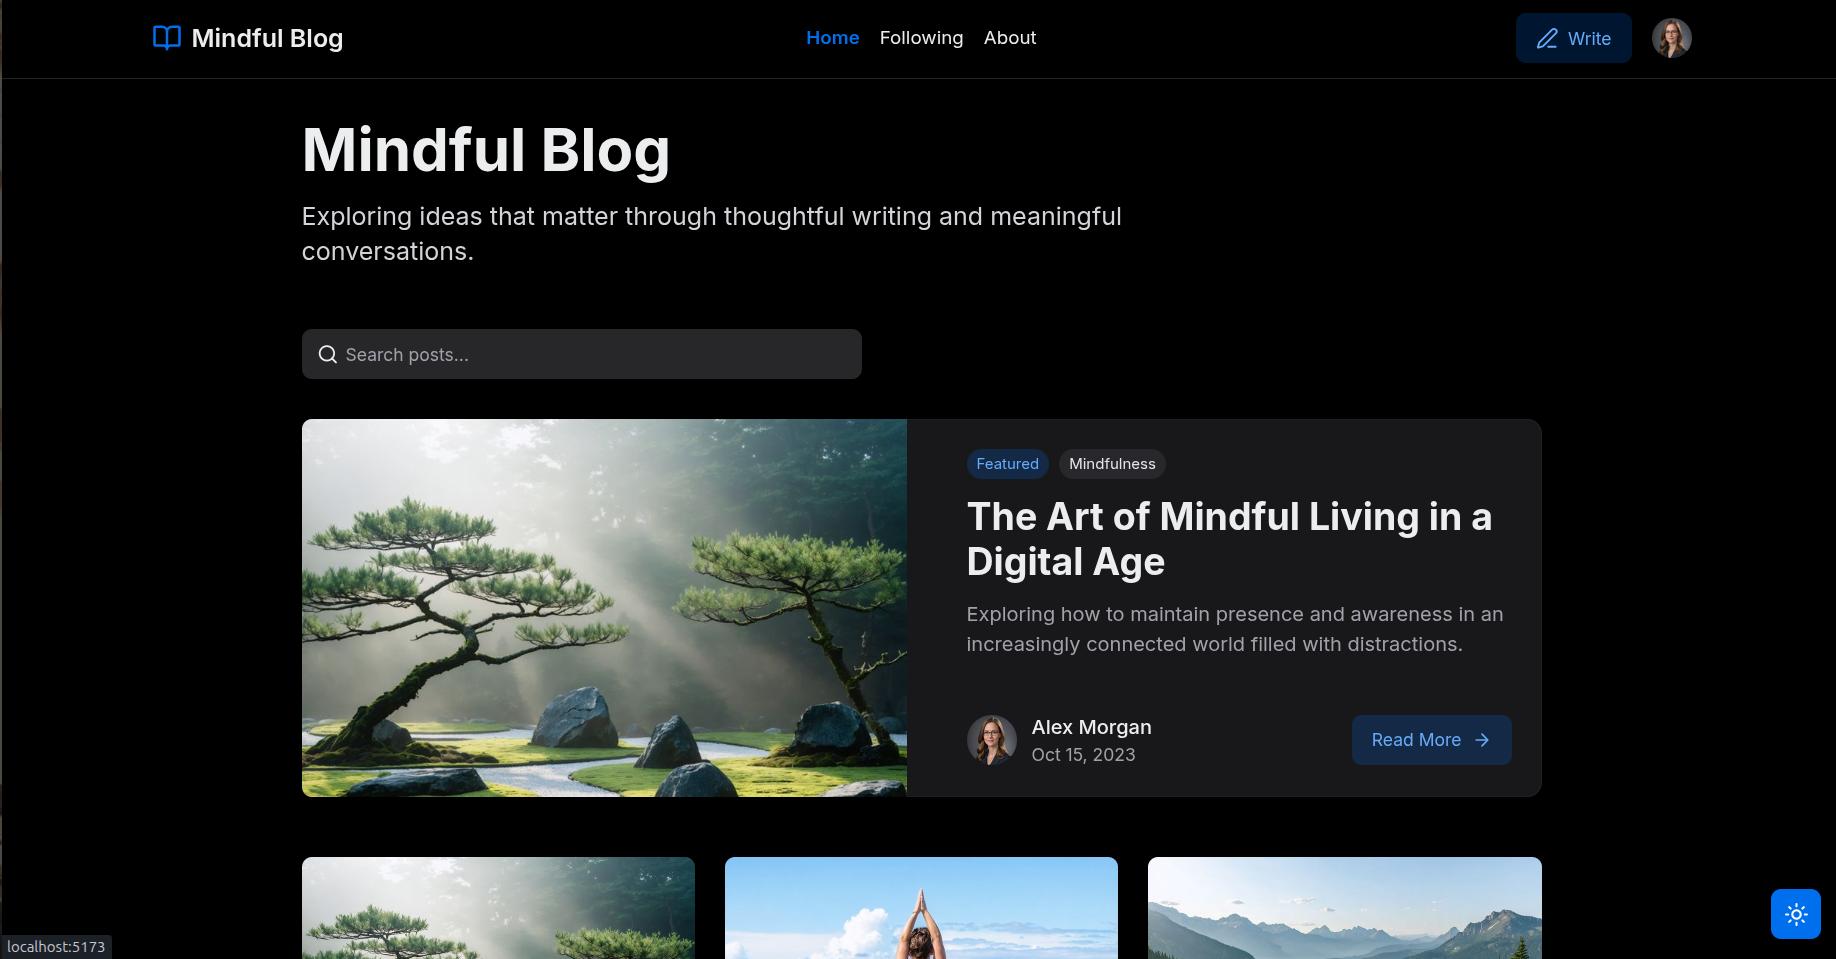 Mindful Blog
Home Following About
Write
Mindful Blog
Exploring ideas that matter through thoughtful writing and meaningful
conversations.
Search posts...
Featured Mindfulness
The Art of Mindful Living in a
Digital Age
Exploring how to maintain presence and awareness in an
increasingly connected world filled with distractions.
Alex Morgan
Oct 15, 2023
Read More
localhost:5173